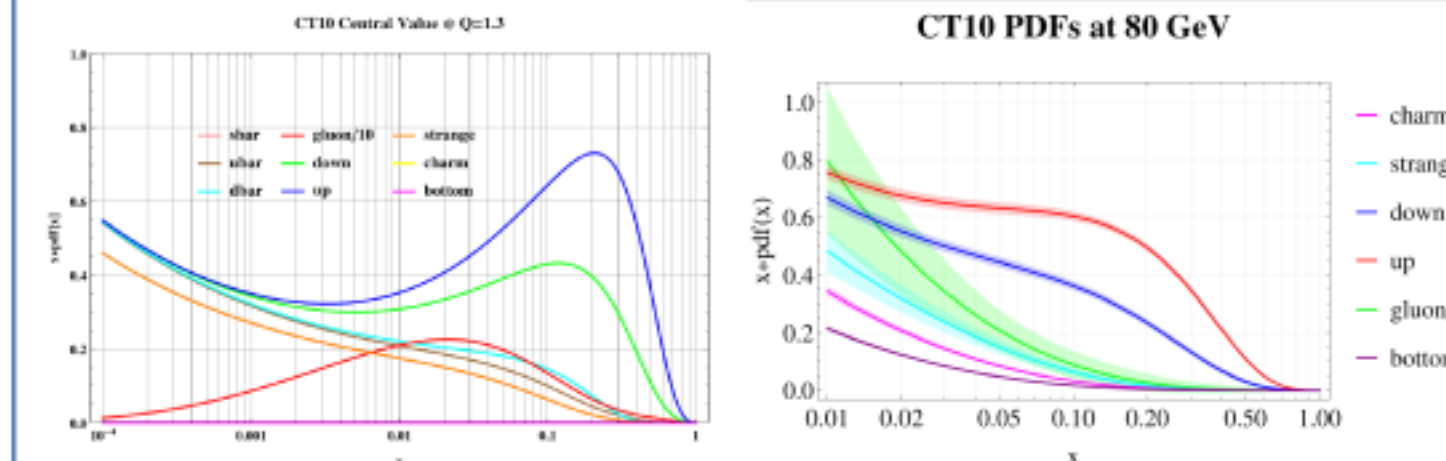 CT10 Central Value @ Q=1.3
1.0
0.8
sbar gluon/10 strange
ubar down charm
dbar up bottom
0.6
x*pdf[x]
0.4
0.2
0.0
10⁻⁴ 0.001 0.01 0.1 1
CT10 PDFs at 80 GeV
1.0
0.8
0.6
0.4
0.2
0.0
x*pdf(x)
0.01 0.02 0.05 0.10 0.20 0.50 1.00
x
charm
strang
down
up
gluon
bottor